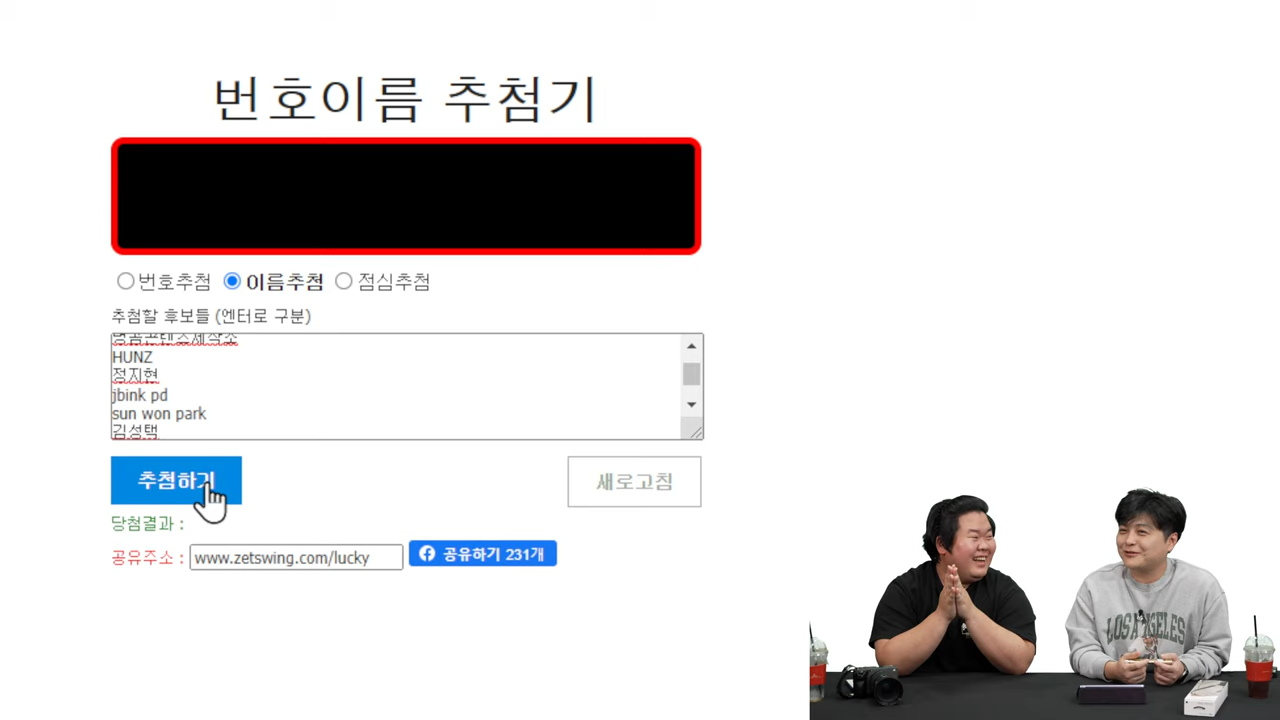 번호이름 추첨기
번호추첨 이름추첨 점심추첨
추첨할 후보들 (엔터로 구분)
HUNZ
정지현
jbink pd
sun won park
김성택
추첨하기 새로고침
당첨결과 :
공유주소 : www.zetswing.com/lucky 공유하기 231개
LOS ANGELES